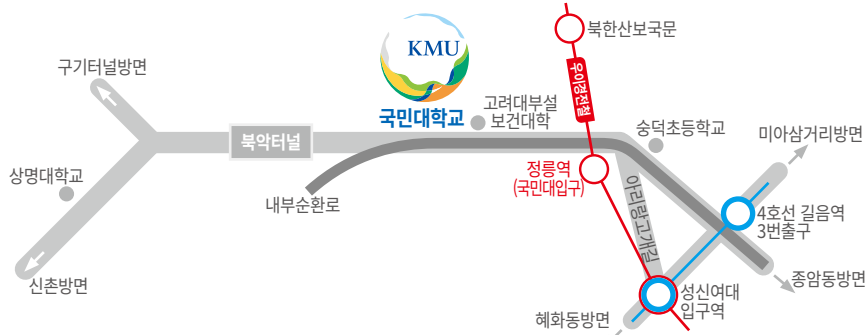 북한산보국문
KMU
구기터널방면
우이경전철
국민대학교
고려대부설
보건대학
숭덕초등학교
미아삼거리방면
북악터널
정릉역
(국민대입구)
상명대학교
아리랑고개길
내부순환로
4호선 길음역
3번출구
신촌방면
종암동방면
성신여대
입구역
혜화동방면